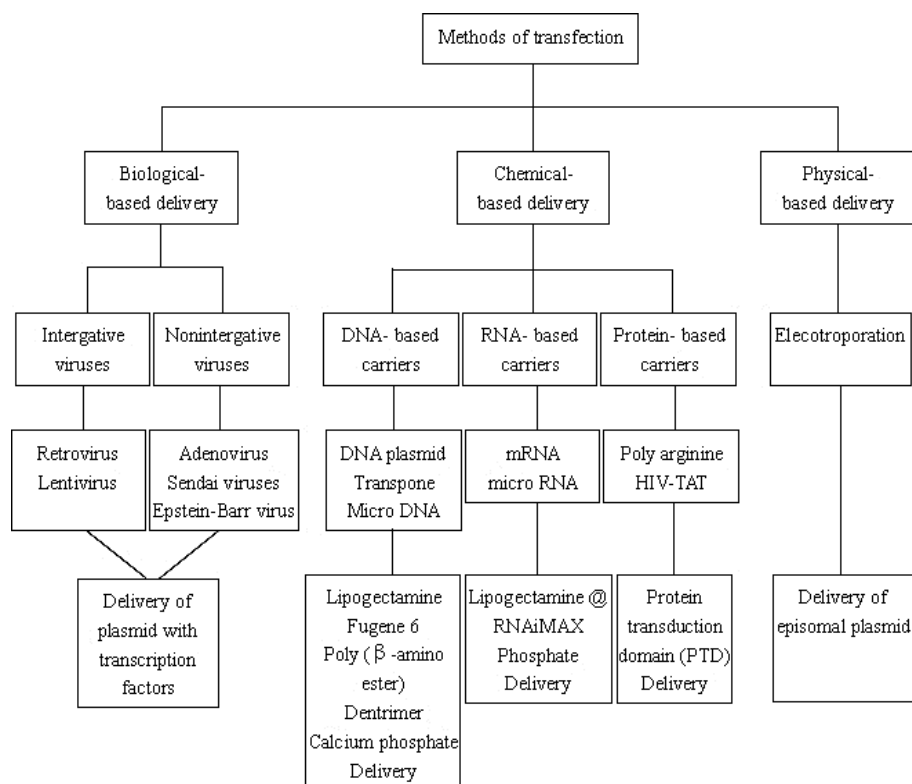 Methods of transfection
Biological-
based delivery
Chemical-
based delivery
Physical-
based delivery
Intergative
viruses
Nonintergative
viruses
DNA- based
carriers
RNA- based
carriers
Protein- based
carriers
Elecotroporation
Retrovirus
Lentivirus
Adenovirus
Sendai viruses
Epstein-Barr virus
DNA plasmid
Transpone
Micro DNA
mRNA
micro RNA
Poly arginine
HIV-TAT
Delivery of
plasmid with
transcription
factors
Lipogectamine
Fugene 6
Poly (β-amino
ester)
Dentrimer
Calcium phosphate
Delivery
Lipogectamine @
RNAiMAX
Phosphate
Delivery
Protein
transduction
domain (PTD)
Delivery
Delivery of
episomal plasmid